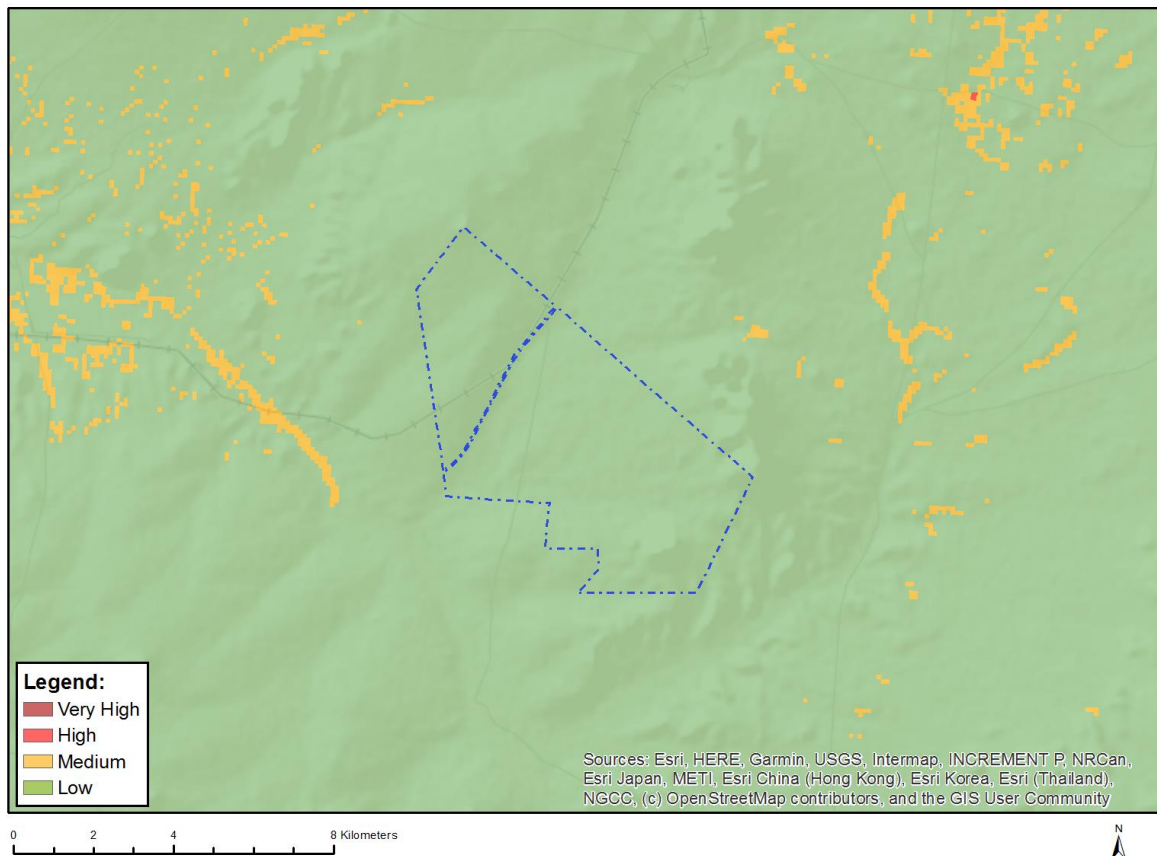 Legend:
Very High
High
Medium
Low
Sources: Esri, HERE, Garmin, USGS, Intermap, INCREMENT P, NRCan,
Esri Japan, METI, Esri China (Hong Kong), Esri Korea, Esri (Thailand),
NGCC, (c) OpenStreetMap contributors, and the GIS User Community
0 2 4 8 Kilometers
N